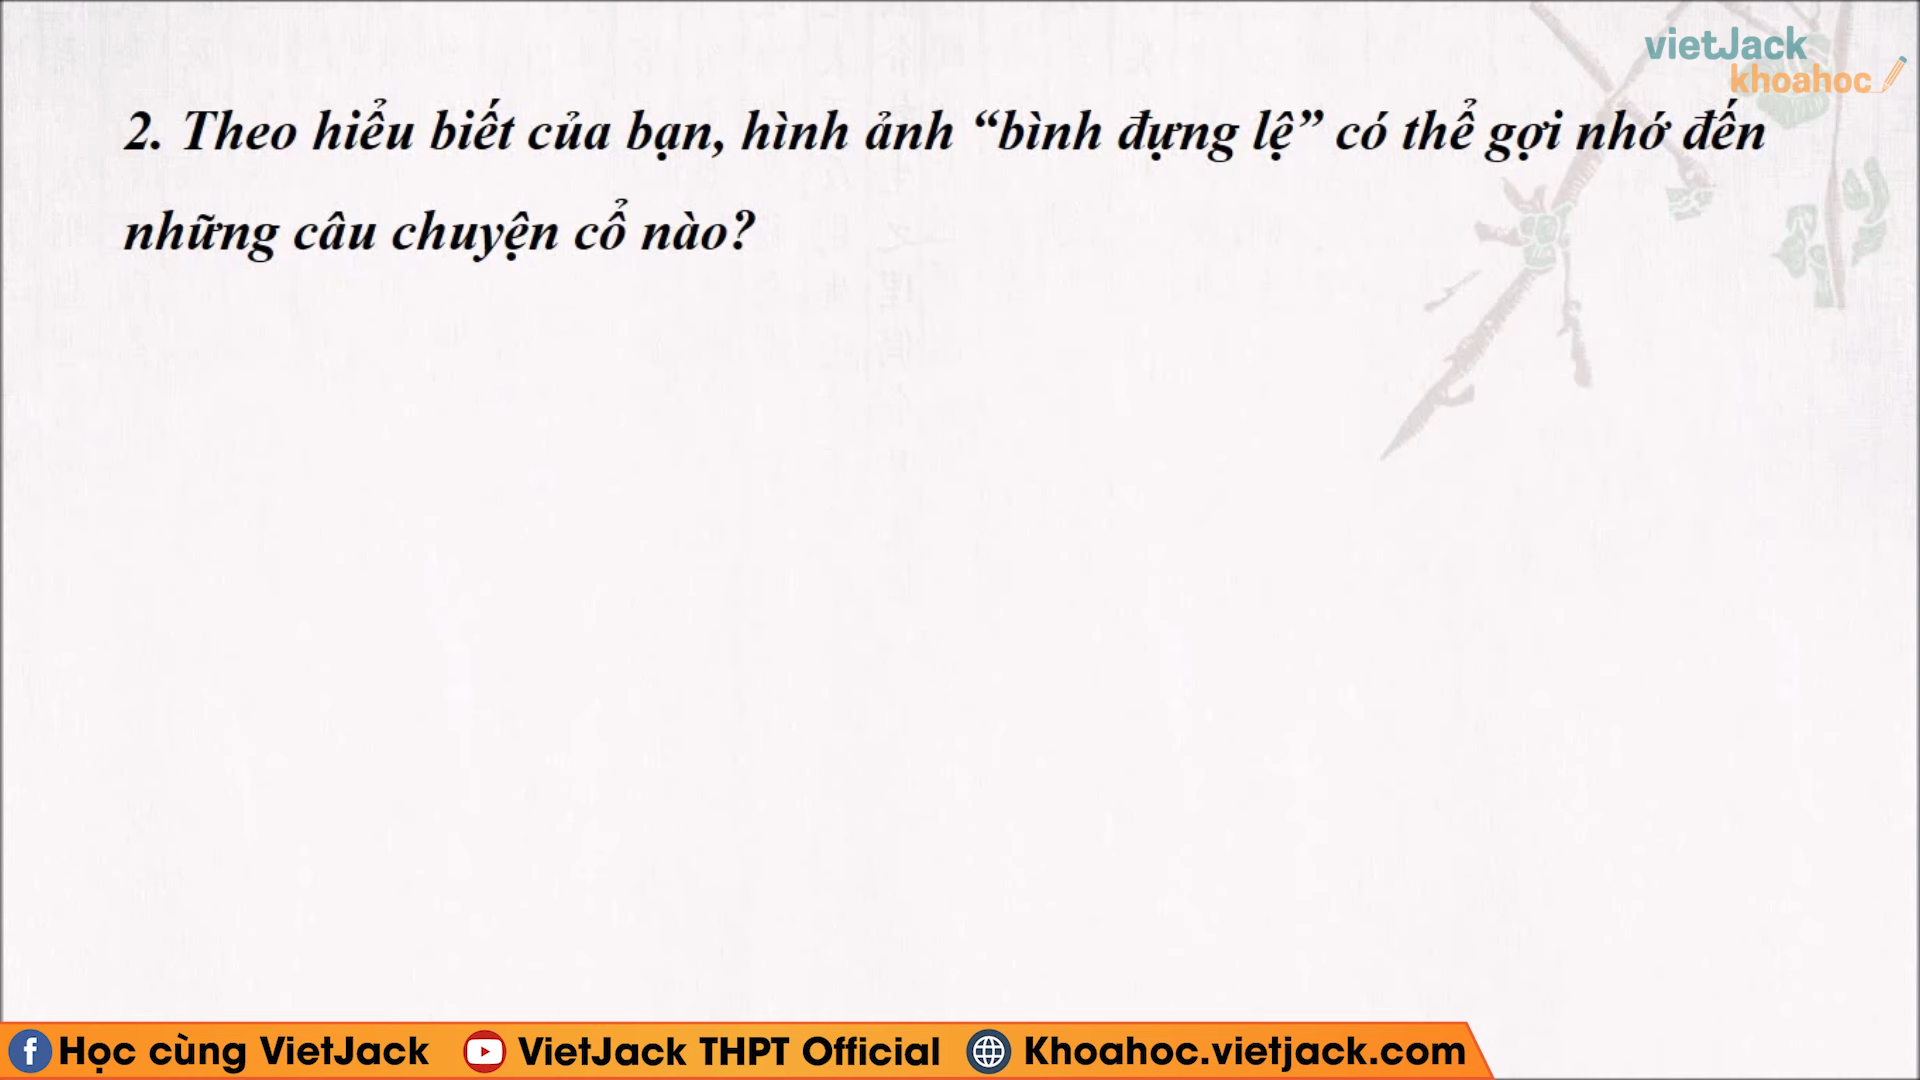 vietJack
khoahoc
2. Theo hiểu biết của bạn, hình ảnh “bình đựng lệ” có thể gợi nhớ đến
những câu chuyện cổ nào?
Học cùng VietJack VietJack THPT Official Khoahoc.vietjack.com